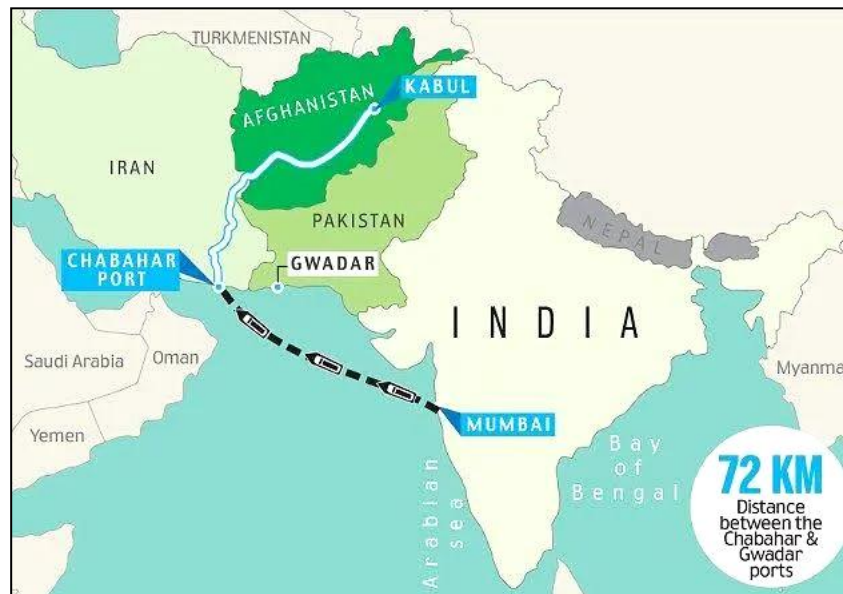 TURKMENISTAN
AFGHANISTAN
KABUL
IRAN
PAKISTAN
NEPAL
CHABAHAR
PORT
GWADAR
INDIA
Saudi Arabia
Oman
Myanma
Yemen
MUMBAI
Arabian
sea
Bay
of
Bengal
72 KM
Distance
between the
Chabahar &
Gwadar
ports